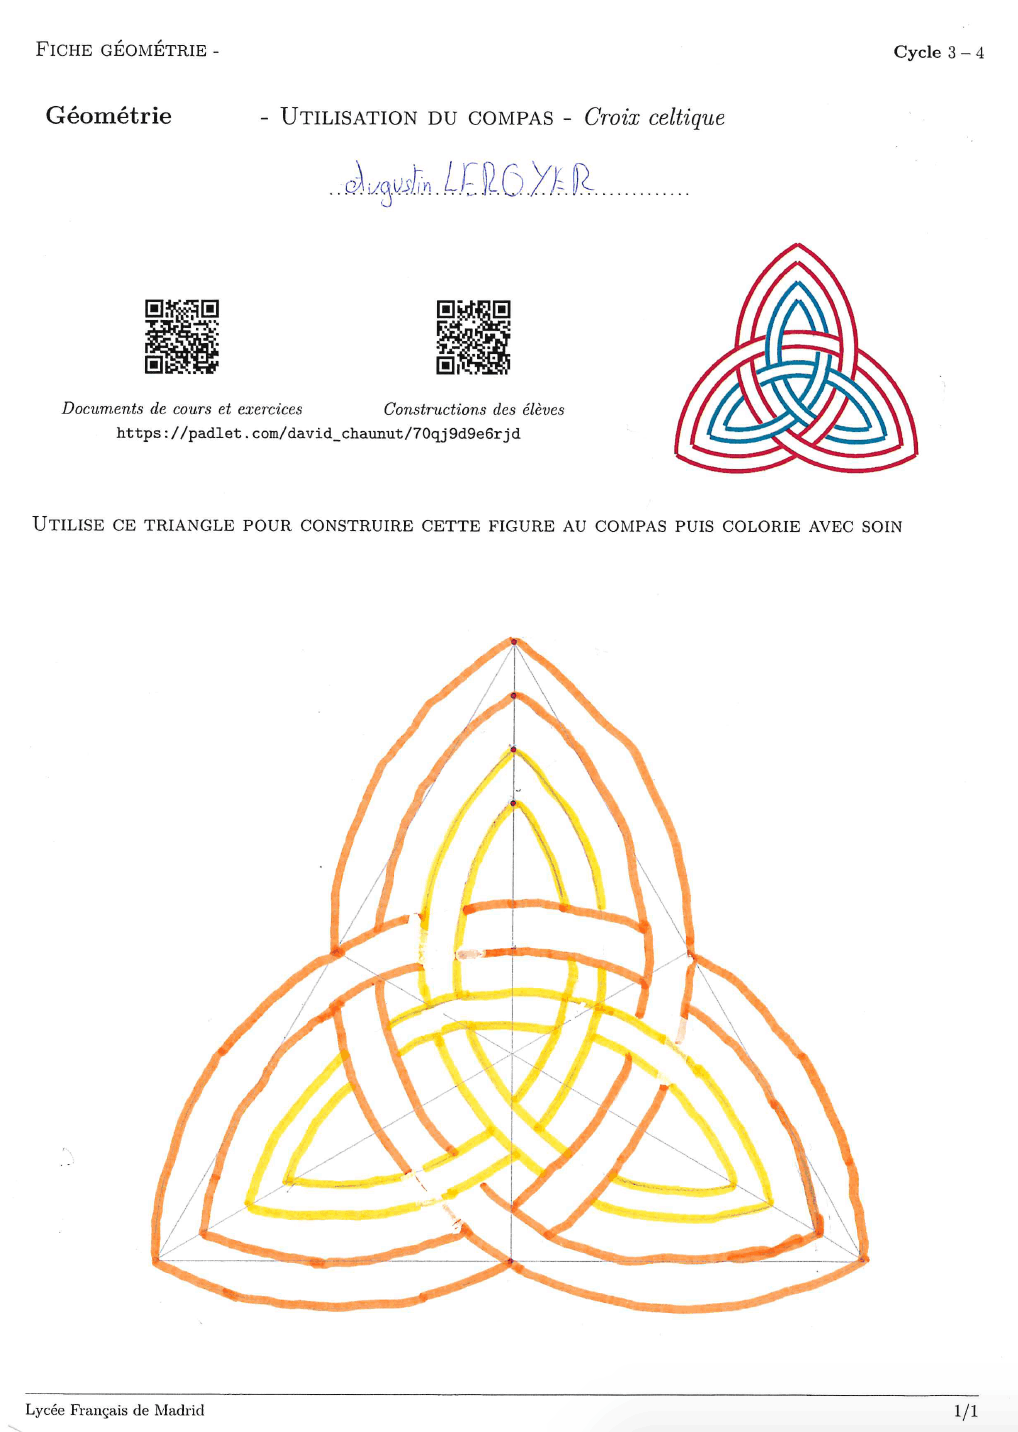 FICHE GÉOMÉTRIE -
Cycle 3 – 4
Géométrie - UTILISATION DU COMPAS - Croix celtique
Augustin LEROYER
Documents de cours et exercices
Constructions des élèves
https://padlet.com/david_chaunut/70qj9d9e6rjd
UTILISE CE TRIANGLE POUR CONSTRUIRE CETTE FIGURE AU COMPAS PUIS COLORIE AVEC SOIN
Lycée Français de Madrid
1/1